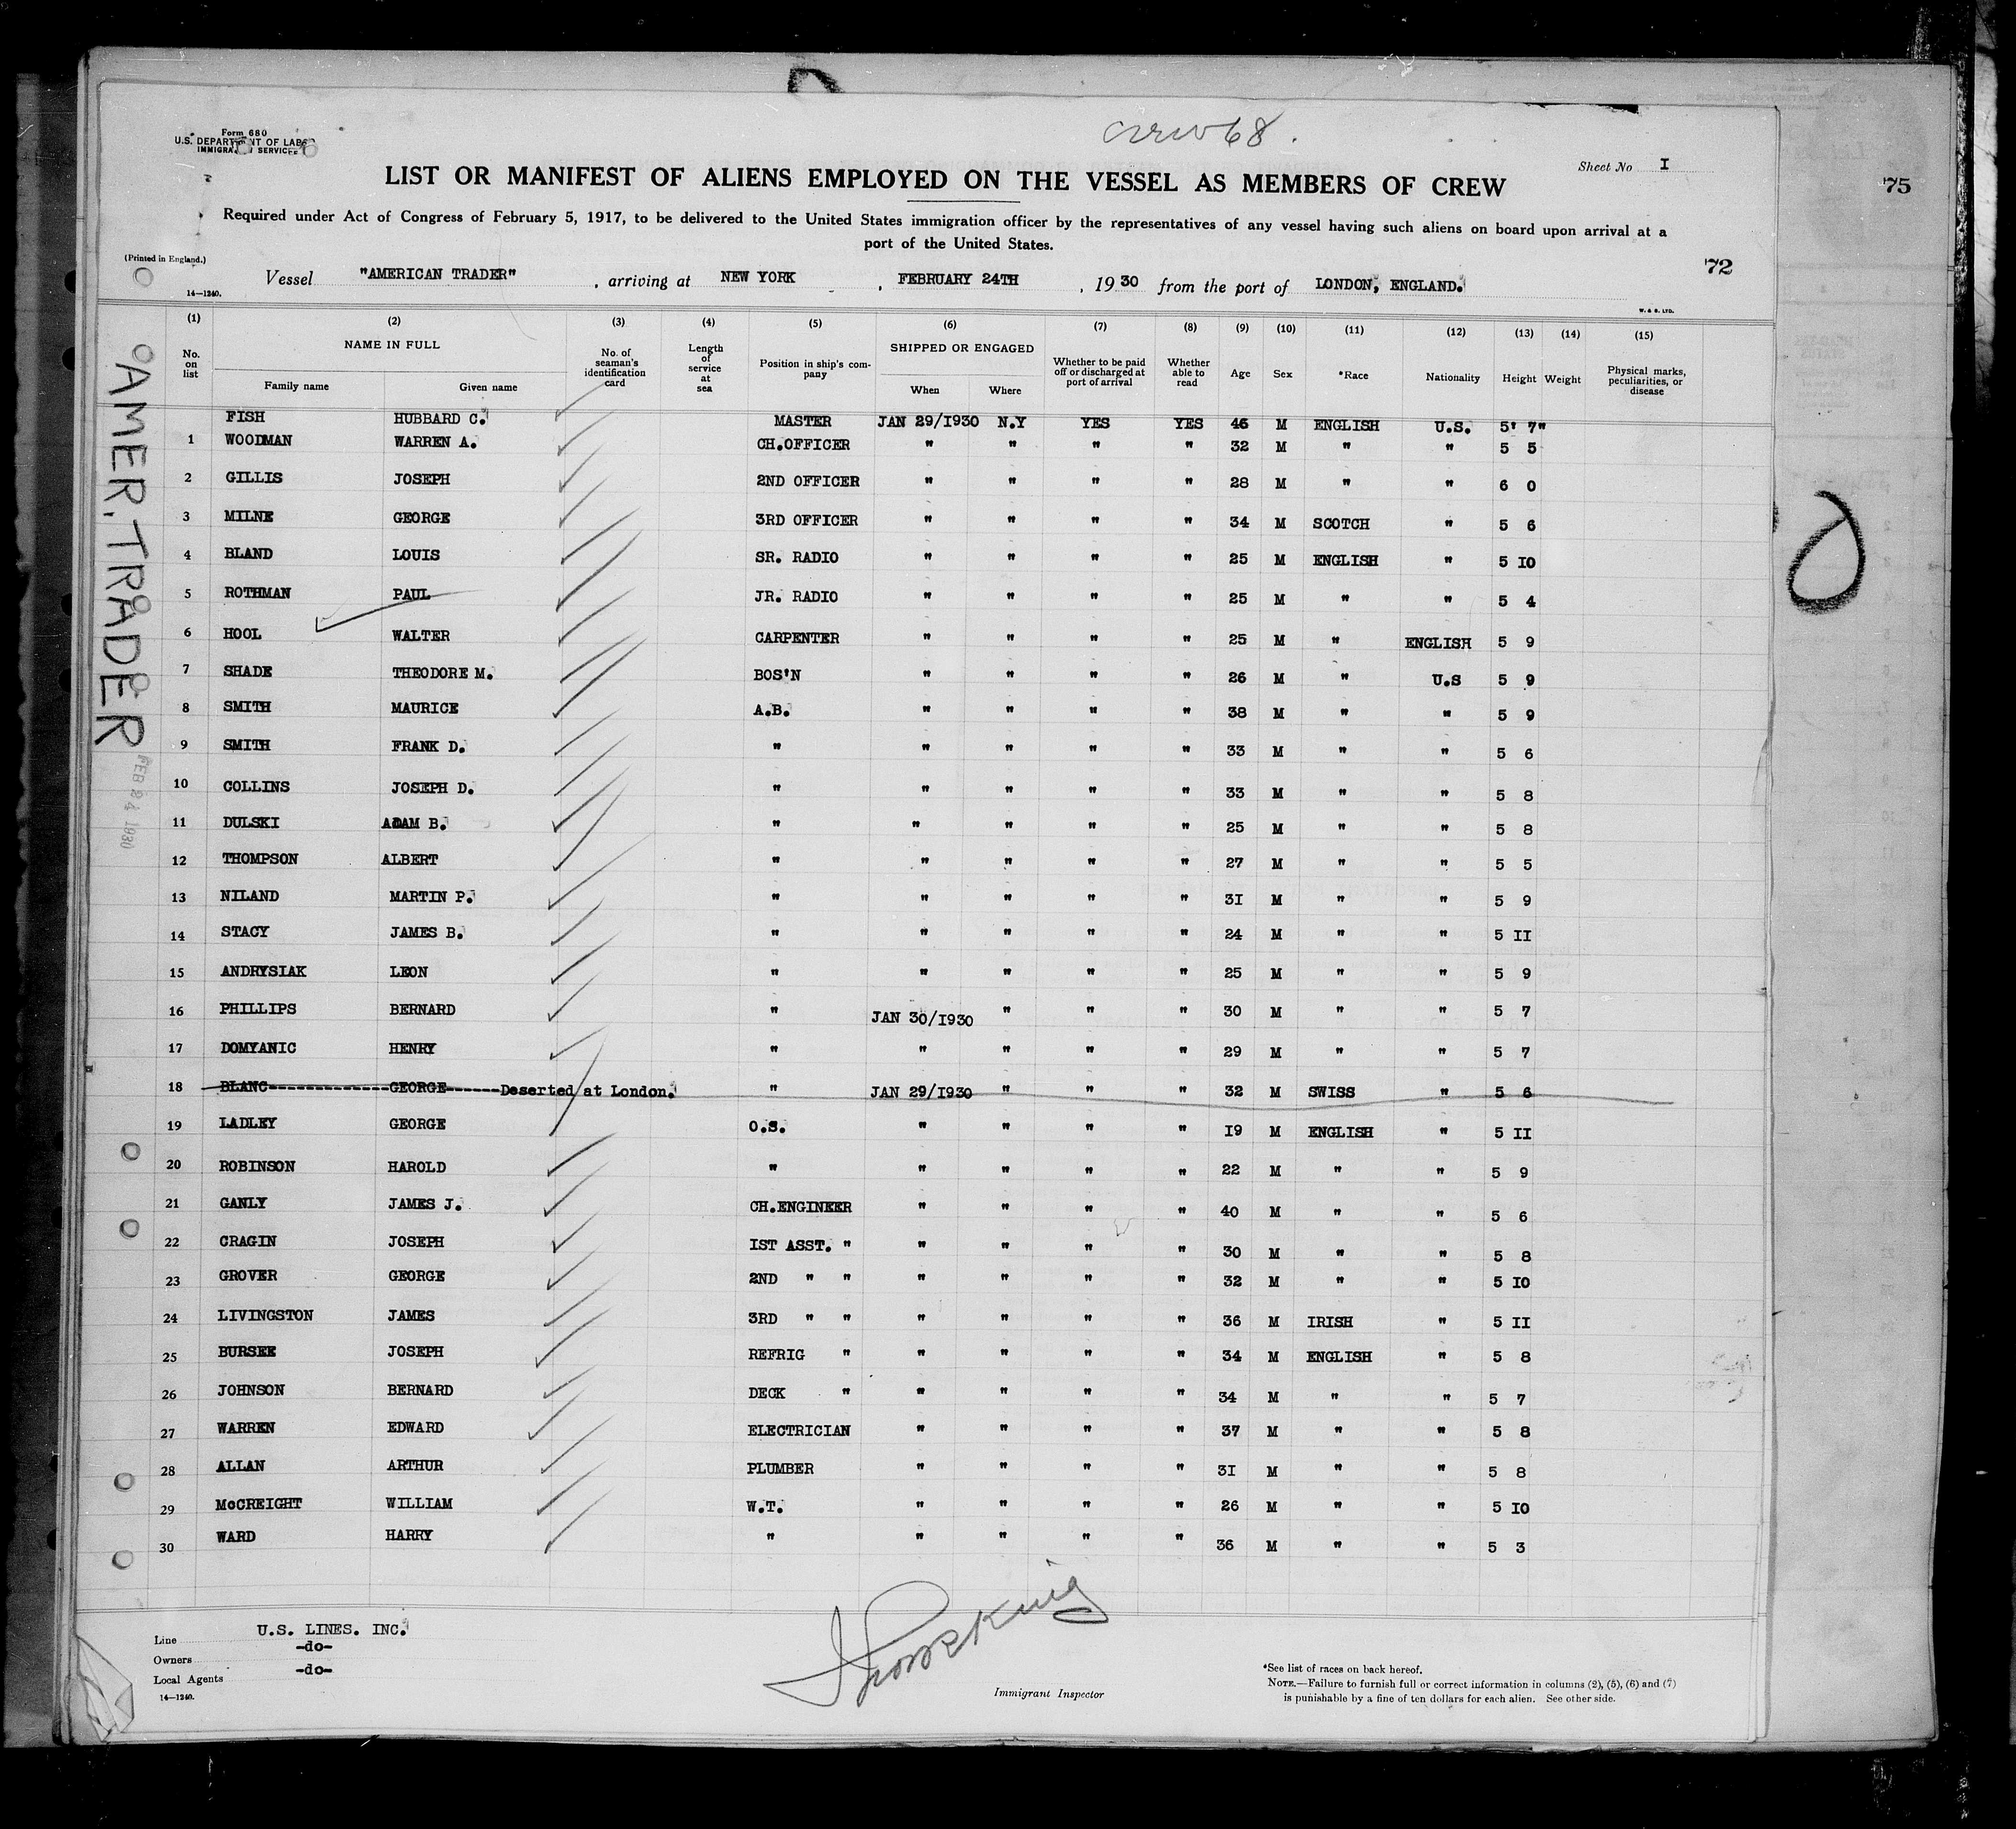 crew 68.
Form 680
U.S. DEPARTMENT OF LABOR
IMMIGRATION SERVICE
Sheet No I
LIST OR MANIFEST OF ALIENS EMPLOYED ON THE VESSEL AS MEMBERS OF CREW
75
Required under Act of Congress of February 5, 1917, to be delivered to the United States immigration officer by the representatives of any vessel having such aliens on board upon arrival at a
port of the United States.
(Printed in England.)
72
Vessel "AMERICAN TRADER", arriving at NEW YORK, FEBRUARY 24TH, 1930 from the port of LONDON, ENGLAND.
14—1240.
W. & S. LTD.
(1) (2) (3) (4) (5) (6) (7) (8) (9) (10) (11) (12) (13) (14) (15)
No. on list NAME IN FULL Family name Given name No. of seaman's identification card Length of service at sea Position in ship's company SHIPPED OR ENGAGED When Where Whether to be paid off or discharged at port of arrival Whether able to read Age Sex *Race Nationality Height Weight Physical marks, peculiarities, or disease
FISH HUBBARD C. MASTER JAN 29/1930 N.Y YES YES 46 M ENGLISH U.S. 5' 7"
1 WOODMAN WARREN A. CH.OFFICER " " " " 32 M " " 5 5
2 GILLIS JOSEPH 2ND OFFICER " " " " 28 M " " 6 0
3 MILNE GEORGE 3RD OFFICER " " " " 34 M SCOTCH " 5 6
4 BLAND LOUIS SR. RADIO " " " " 25 M ENGLISH " 5 10
5 ROTHMAN PAUL JR. RADIO " " " " 25 M " " 5 4
6 HOOL WALTER CARPENTER " " " " 25 M " ENGLISH 5 9
7 SHADE THEODORE M. BOS'N " " " " 26 M " U.S 5 9
8 SMITH MAURICE A.B. " " " " 38 M " " 5 9
9 SMITH FRANK D. " " " " " 33 M " " 5 6
10 COLLINS JOSEPH D. " " " " " 33 M " " 5 8
11 DULSKI ADAM B. " " " " " 25 M " " 5 8
12 THOMPSON ALBERT " " " " " 27 M " " 5 5
13 NILAND MARTIN P. " " " " " 31 M " " 5 9
14 STACY JAMES B. " " " " " 24 M " " 5 II
15 ANDRYSIAK LEON " " " " " 25 M " " 5 9
16 PHILLIPS BERNARD " JAN 30/1930 " " " 30 M " " 5 7
17 DOMYANIC HENRY " " " " " 29 M " " 5 7
18 BLANC--------------GEORGE------Deserted at London. " JAN 29/1930 " " " 32 M SWISS " 5 6
19 LADLEY GEORGE O.S. " " " " 19 M ENGLISH " 5 II
20 ROBINSON HAROLD " " " " " 22 M " " 5 9
21 GANLY JAMES J. CH.ENGINEER " " " " 40 M " " 5 6
22 CRAGIN JOSEPH IST ASST. " " " " " 30 M " " 5 8
23 GROVER GEORGE 2ND " " " " " " 32 M " " 5 10
24 LIVINGSTON JAMES 3RD " " " " " " 36 M IRISH " 5 II
25 BURSEE JOSEPH REFRIG " " " " " 34 M ENGLISH " 5 8
26 JOHNSON BERNARD DECK " " " " " 34 M " " 5 7
27 WARREN EDWARD ELECTRICIAN " " " " 37 M " " 5 8
28 ALLAN ARTHUR PLUMBER " " " " 31 M " " 5 8
29 McCREIGHT WILLIAM W.T. " " " " 26 M " " 5 10
30 WARD HARRY " " " " " 36 M " " 5 3
AMER. TRADER
FEB 24 1930
Line U.S. LINES. INC.
Owners -do-
Local Agents -do-
14—1240.
Immigrant Inspector
*See list of races on back hereof.
NOTE.—Failure to furnish full or correct information in columns (2), (5), (6) and (7)
is punishable by a fine of ten dollars for each alien. See other side.